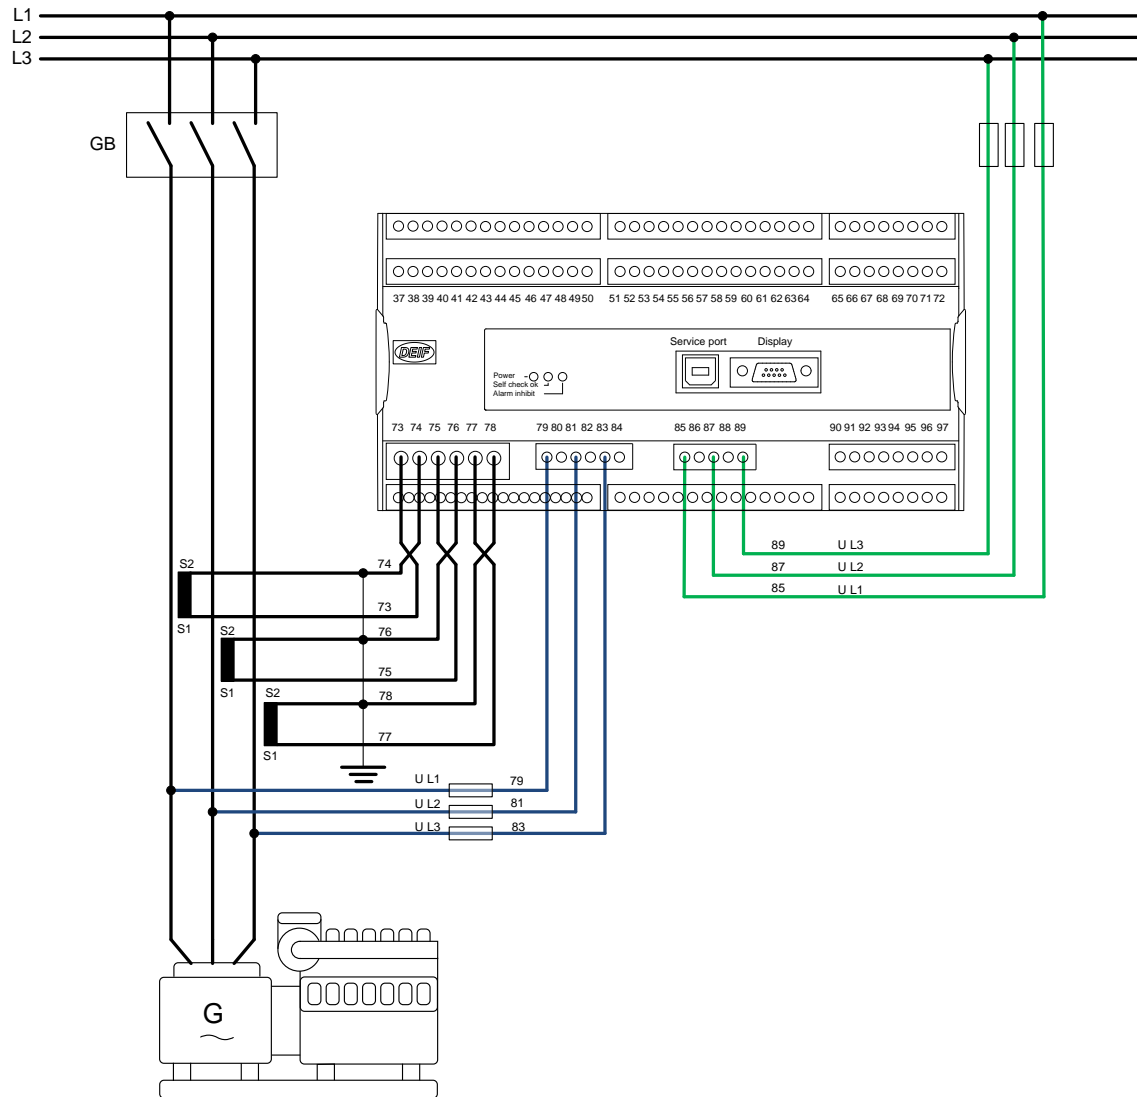 L1
L2
L3
GB
37 38 39 40 41 42 43 44 45 46 47 48 49 50 51 52 53 54 55 56 57 58 59 60 61 62 63 64 65 66 67 68 69 70 71 72
DEIF
Service port Display
Power
Self check ok
Alarm inhibit
73 74 75 76 77 78 79 80 81 82 83 84 85 86 87 88 89 90 91 92 93 94 95 96 97
89 U L3
87 U L2
85 U L1
S2 74
73
S1
S2 76
75
S1
S2 78
77
S1
U L1 79
U L2 81
U L3 83
G